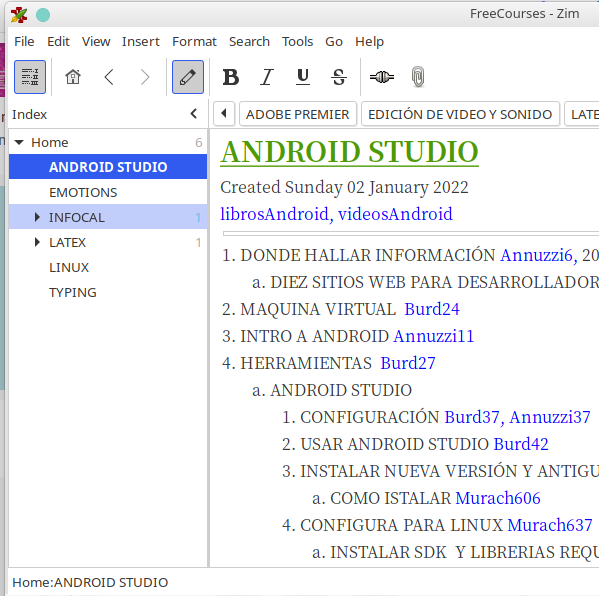 FreeCourses - Zim
File Edit View Insert Format Search Tools Go Help
B I U S
Index
ADOBE PREMIER EDICIÓN DE VIDEO Y SONIDO LATE
Home 6
ANDROID STUDIO
EMOTIONS
INFOCAL 1
LATEX 1
LINUX
TYPING
ANDROID STUDIO
Created Sunday 02 January 2022
librosAndroid, videosAndroid
1. DONDE HALLAR INFORMACIÓN Annuzzi6, 20
a. DIEZ SITIOS WEB PARA DESARROLLADOR
2. MAQUINA VIRTUAL Burd24
3. INTRO A ANDROID Annuzzi11
4. HERRAMIENTAS Burd27
a. ANDROID STUDIO
1. CONFIGURACIÓN Burd37, Annuzzi37
2. USAR ANDROID STUDIO Burd42
3. INSTALAR NUEVA VERSIÓN Y ANTIGU
a. COMO ISTALAR Murach606
4. CONFIGURA PARA LINUX Murach637
a. INSTALAR SDK Y LIBRERIAS REQU
Home:ANDROID STUDIO